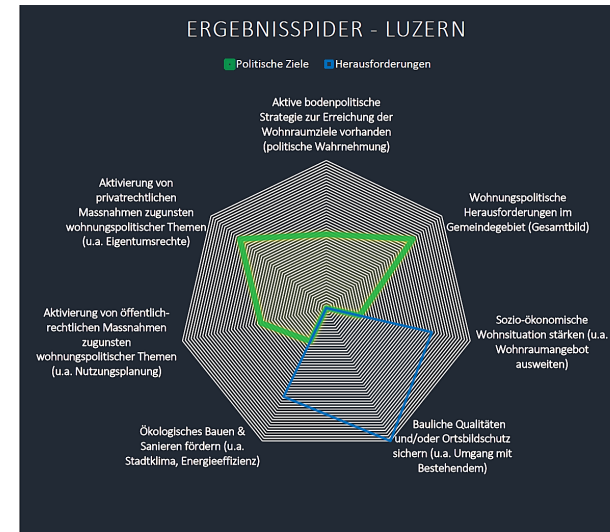 ERGEBNISSPIDER - LUZERN
Politische Ziele
Herausforderungen
Aktive bodenpolitische
Strategie zur Erreichung der
Wohnraumziele vorhanden
(politische Wahrnehmung)
Wohnungspolitische
Herausforderungen im
Gemeindegebiet (Gesamtbild)
Sozio-ökonomische
Wohnsituation stärken (u.a.
Wohnraumangebot
ausweiten)
Bauliche Qualitäten
und/oder Ortsbildschutz
sichern (u.a. Umgang mit
Bestehendem)
Ökologisches Bauen &
Sanieren fördern (u.a.
Stadtklima, Energieeffizienz)
Aktivierung von öffentlich-
rechtlichen Massnahmen
zugunsten
wohnungspolitischer Themen
(u.a. Nutzungsplanung)
Aktivierung von
privatrechtlichen
Massnahmen zugunsten
wohnungspolitischer Themen
(u.a. Eigentumsrechte)